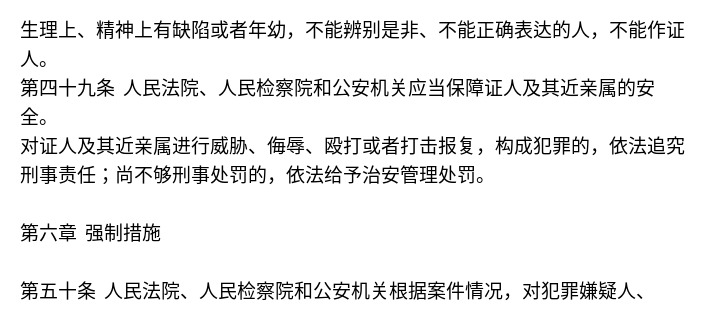 生理上、精神上有缺陷或者年幼，不能辨别是非、不能正确表达的人，不能作证
人。
第四十九条 人民法院、人民检察院和公安机关应当保障证人及其近亲属的安
全。
对证人及其近亲属进行威胁、侮辱、殴打或者打击报复，构成犯罪的，依法追究
刑事责任；尚不够刑事处罚的，依法给予治安管理处罚。
第六章 强制措施
第五十条 人民法院、人民检察院和公安机关根据案件情况，对犯罪嫌疑人、